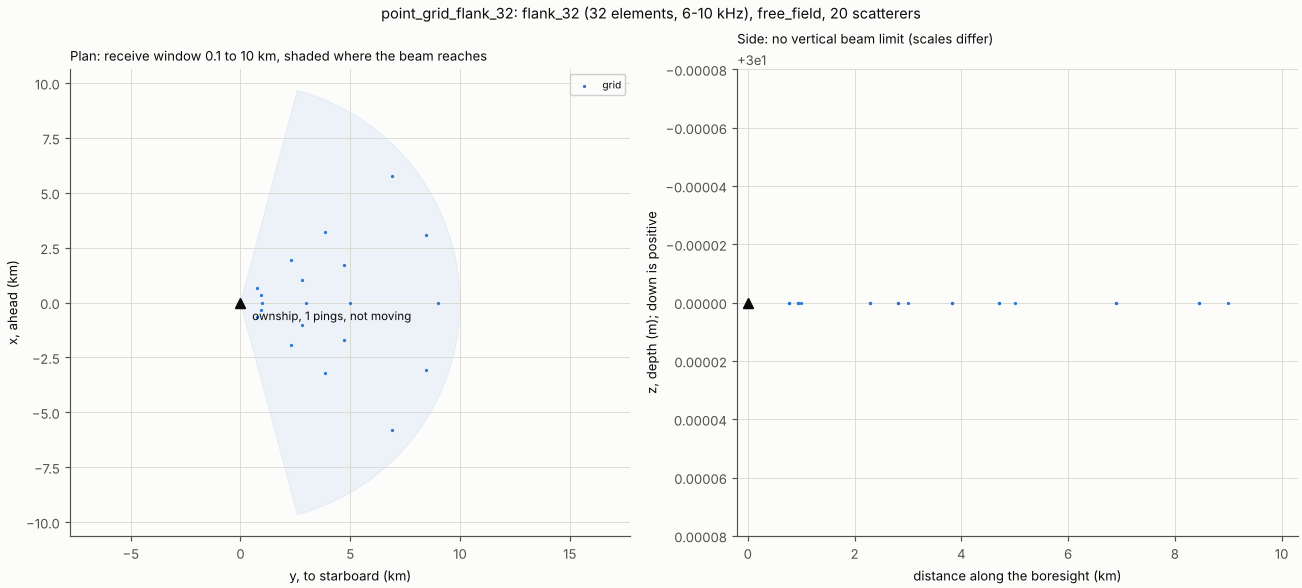 point_grid_flank_32: flank_32 (32 elements, 6-10 kHz), free_field, 20 scatterers
Plan: receive window 0.1 to 10 km, shaded where the beam reaches
grid
10.0
7.5
5.0
2.5
0.0
−2.5
−5.0
−7.5
−10.0
x, ahead (km)
ownship, 1 pings, not moving
−5
0
5
10
15
y, to starboard (km)
Side: no vertical beam limit (scales differ)
+3e1
−0.00008
−0.00006
−0.00004
−0.00002
0.00000
0.00002
0.00004
0.00006
0.00008
z, depth (m); down is positive
0
2
4
6
8
10
distance along the boresight (km)